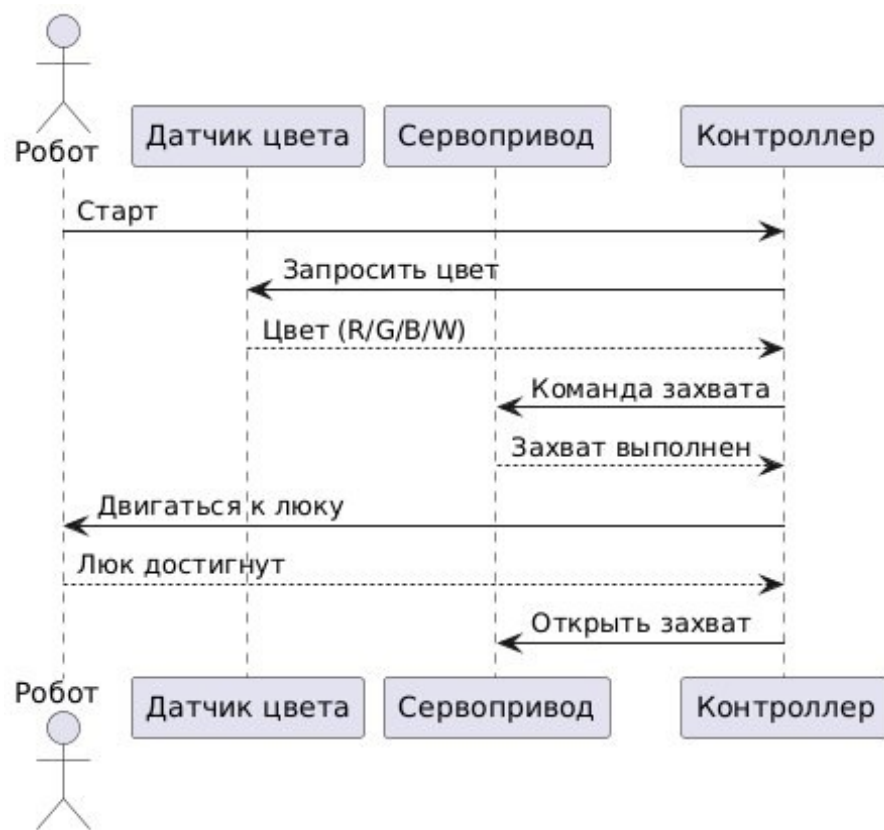 Робот
Датчик цвета
Сервопривод
Контроллер
Старт
Запросить цвет
Цвет (R/G/B/W)
Команда захвата
Захват выполнен
Двигаться к люку
Люк достигнут
Открыть захват
Робот
Датчик цвета
Сервопривод
Контроллер